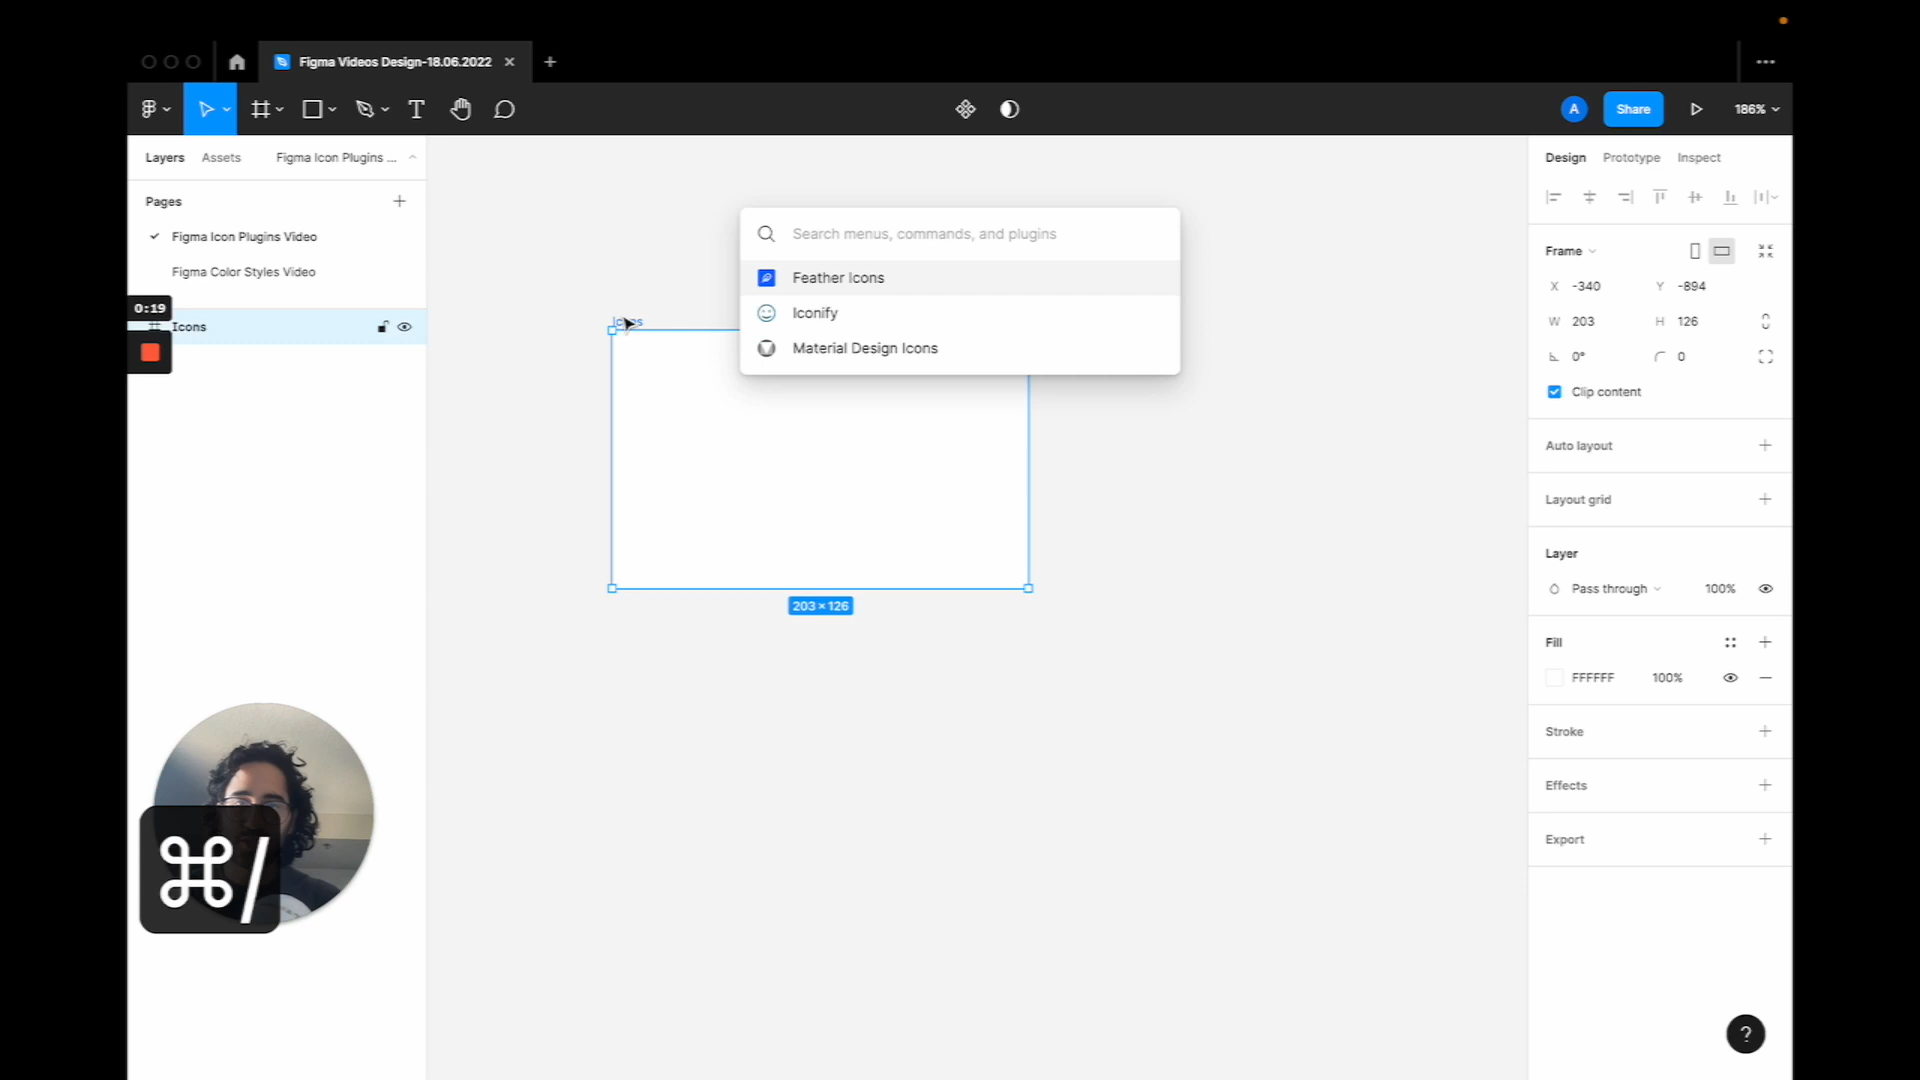 Figma Videos Design-18.06.2022
A
Share
186%
Layers
Assets
Figma Icon Plugins ...
Design
Prototype
Inspect
Pages
Figma Icon Plugins Video
Figma Color Styles Video
0:19
Icons
Search menus, commands, and plugins
Feather Icons
Iconify
Material Design Icons
203 × 126
Frame
X -340
Y -894
W 203
H 126
0°
0
Clip content
Auto layout
Layout grid
Layer
Pass through
100%
Fill
FFFFFF
100%
Stroke
Effects
Export
⌘/
?